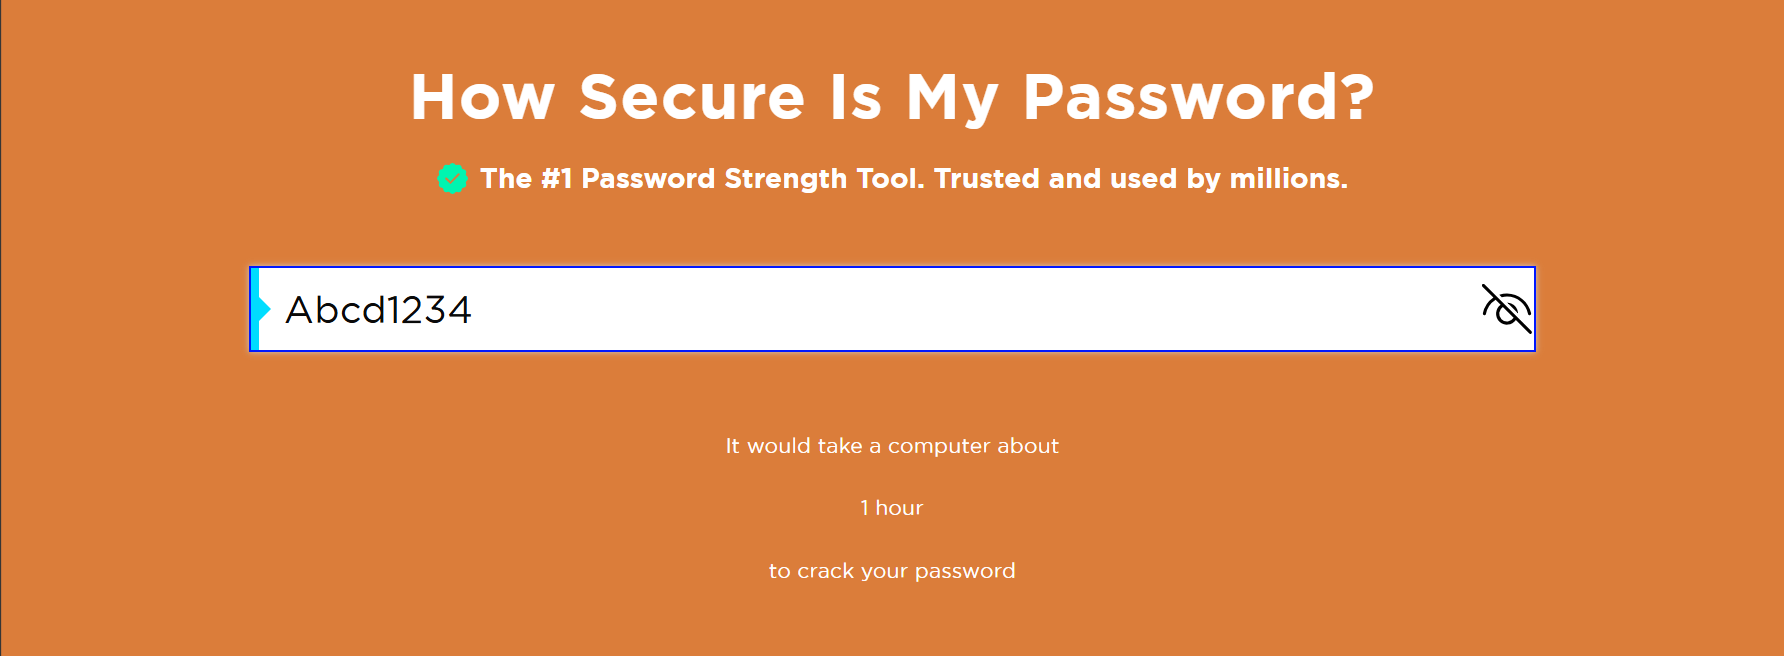 How Secure Is My Password?
The #1 Password Strength Tool. Trusted and used by millions.
Abcd1234
It would take a computer about
1 hour
to crack your password